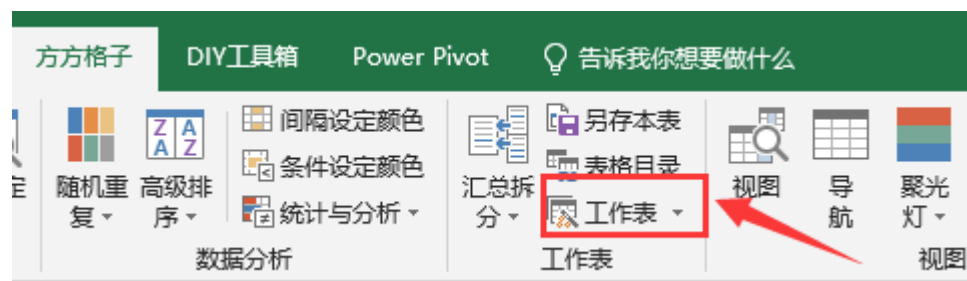 方方格子 DIY工具箱 Power Pivot 告诉我你想要做什么
间隔设定颜色 另存本表
条件设定颜色 表格目录
定 随机重 高级排 汇总拆 视图 导 聚光
复 序 统计与分析 分 工作表 航 灯
数据分析 工作表 视图